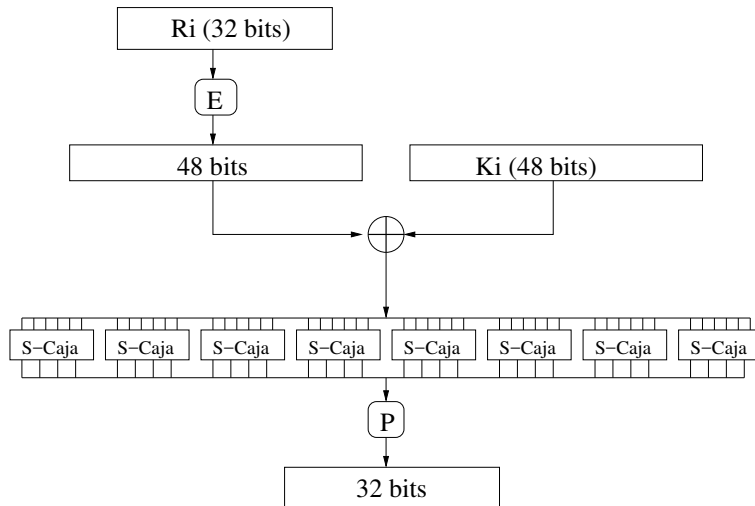 Ri (32 bits)
E
48 bits
Ki (48 bits)
S−Caja
S−Caja
S−Caja
S−Caja
S−Caja
S−Caja
S−Caja
S−Caja
P
32 bits